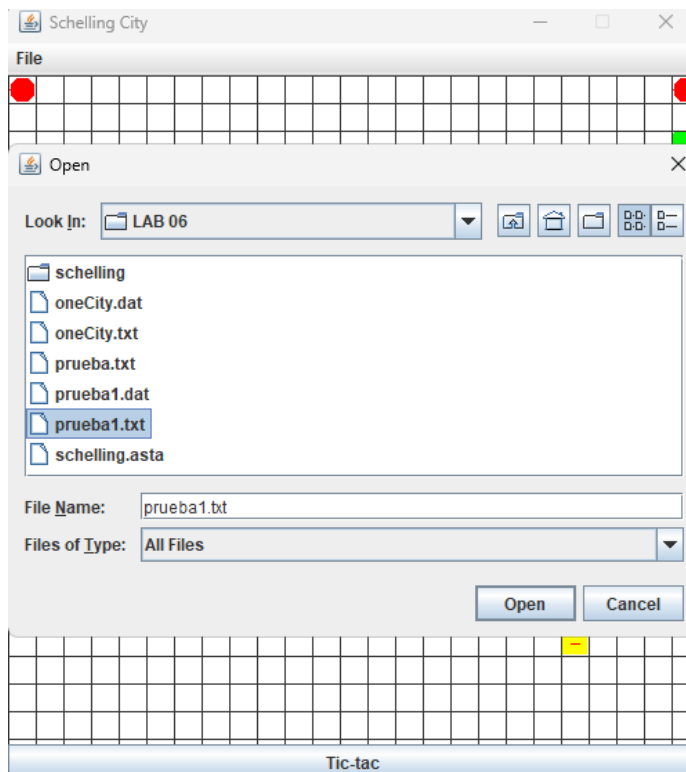 Schelling City
File
Open
Look In: LAB 06
schelling
oneCity.dat
oneCity.txt
prueba.txt
prueba1.dat
prueba1.txt
schelling.asta
File Name: prueba1.txt
Files of Type: All Files
Open Cancel
Tic-tac